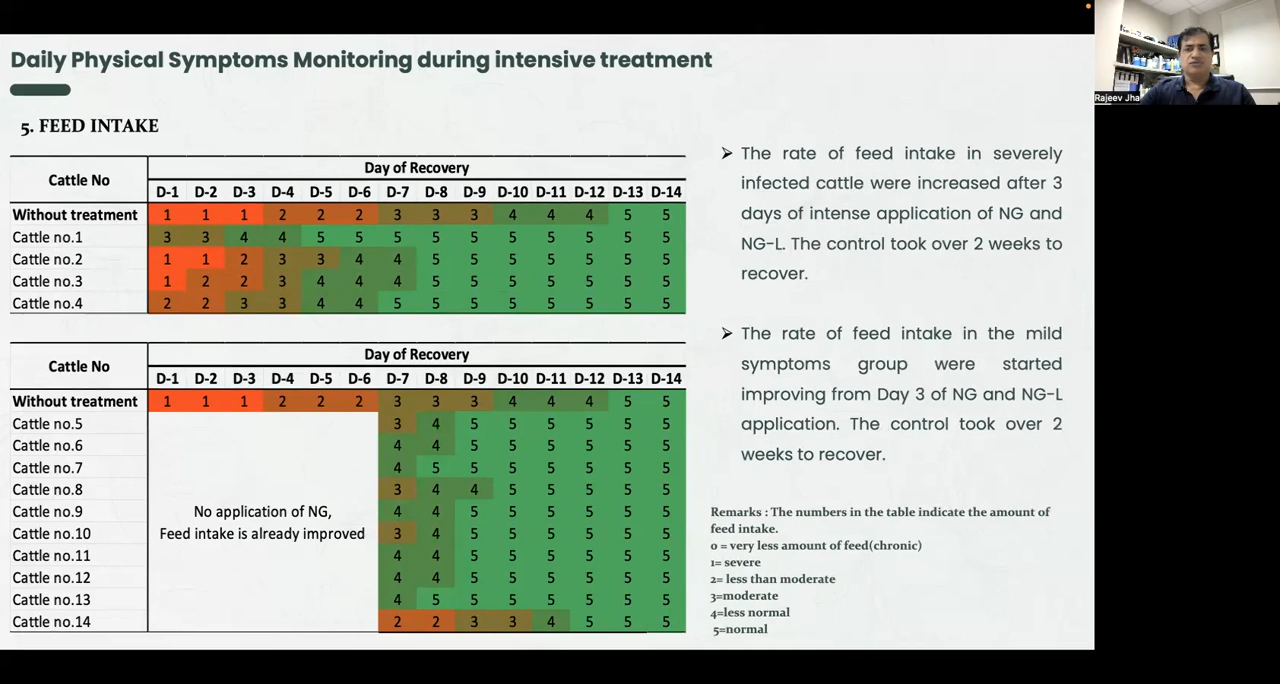 Daily Physical Symptoms Monitoring during intensive treatment
Rajeev Jha
5. FEED INTAKE
Cattle No Day of Recovery
D-1 D-2 D-3 D-4 D-5 D-6 D-7 D-8 D-9 D-10 D-11 D-12 D-13 D-14
Without treatment 1 1 1 2 2 2 3 3 3 4 4 4 5 5
Cattle no.1 3 3 4 4 5 5 5 5 5 5 5 5 5 5
Cattle no.2 1 1 2 3 3 4 4 5 5 5 5 5 5 5
Cattle no.3 1 2 2 3 4 4 4 5 5 5 5 5 5 5
Cattle no.4 2 2 3 3 4 4 5 5 5 5 5 5 5 5
Cattle No Day of Recovery
D-1 D-2 D-3 D-4 D-5 D-6 D-7 D-8 D-9 D-10 D-11 D-12 D-13 D-14
Without treatment 1 1 1 2 2 2 3 3 3 4 4 4 5 5
Cattle no.5 3 4 5 5 5 5 5 5
Cattle no.6 4 4 5 5 5 5 5 5
Cattle no.7 4 5 5 5 5 5 5 5
Cattle no.8 3 4 4 5 5 5 5 5
Cattle no.9 4 4 5 5 5 5 5 5
Cattle no.10 3 4 5 5 5 5 5 5
Cattle no.11 4 4 5 5 5 5 5 5
Cattle no.12 4 4 5 5 5 5 5 5
Cattle no.13 4 5 5 5 5 5 5 5
Cattle no.14 2 2 3 3 4 5 5 5
No application of NG,
Feed intake is already improved
➢ The rate of feed intake in severely
infected cattle were increased after 3
days of intense application of NG and
NG-L. The control took over 2 weeks to
recover.
➢ The rate of feed intake in the mild
symptoms group were started
improving from Day 3 of NG and NG-L
application. The control took over 2
weeks to recover.
Remarks : The numbers in the table indicate the amount of
feed intake.
0 = very less amount of feed(chronic)
1= severe
2= less than moderate
3=moderate
4=less normal
5=normal